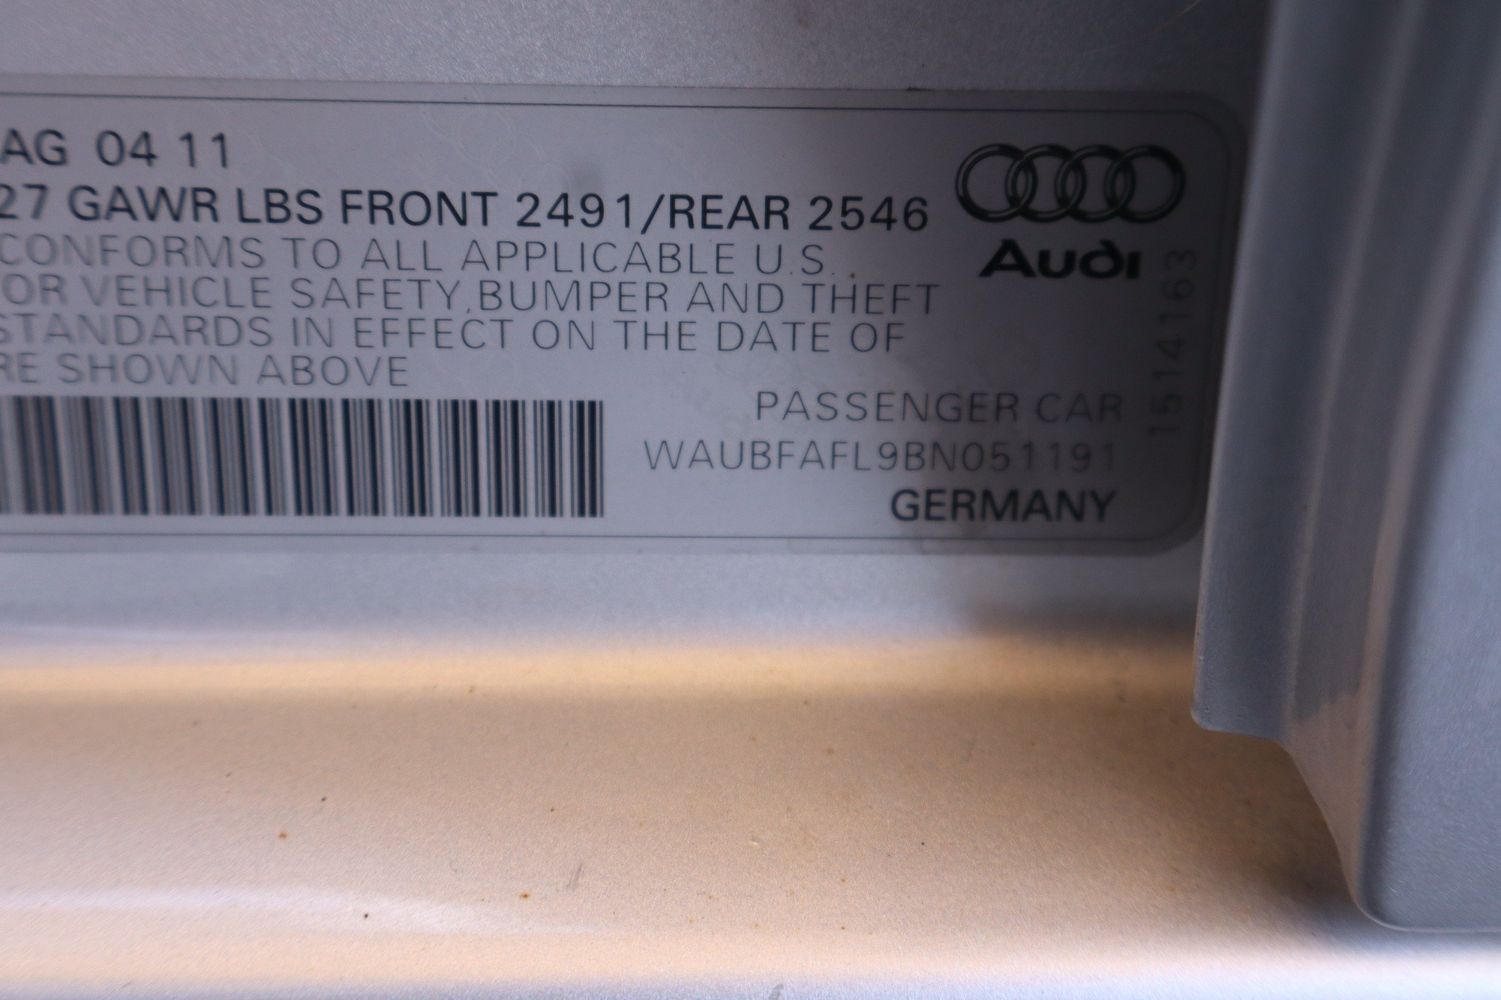 AG 04 11
27 GAWR LBS FRONT 2491/REAR 2546
CONFORMS TO ALL APPLICABLE U.S.
OR VEHICLE SAFETY,BUMPER AND THEFT
STANDARDS IN EFFECT ON THE DATE OF
RE SHOWN ABOVE
Audi
1514163
PASSENGER CAR
WAUBFAFL9BN051191
GERMANY